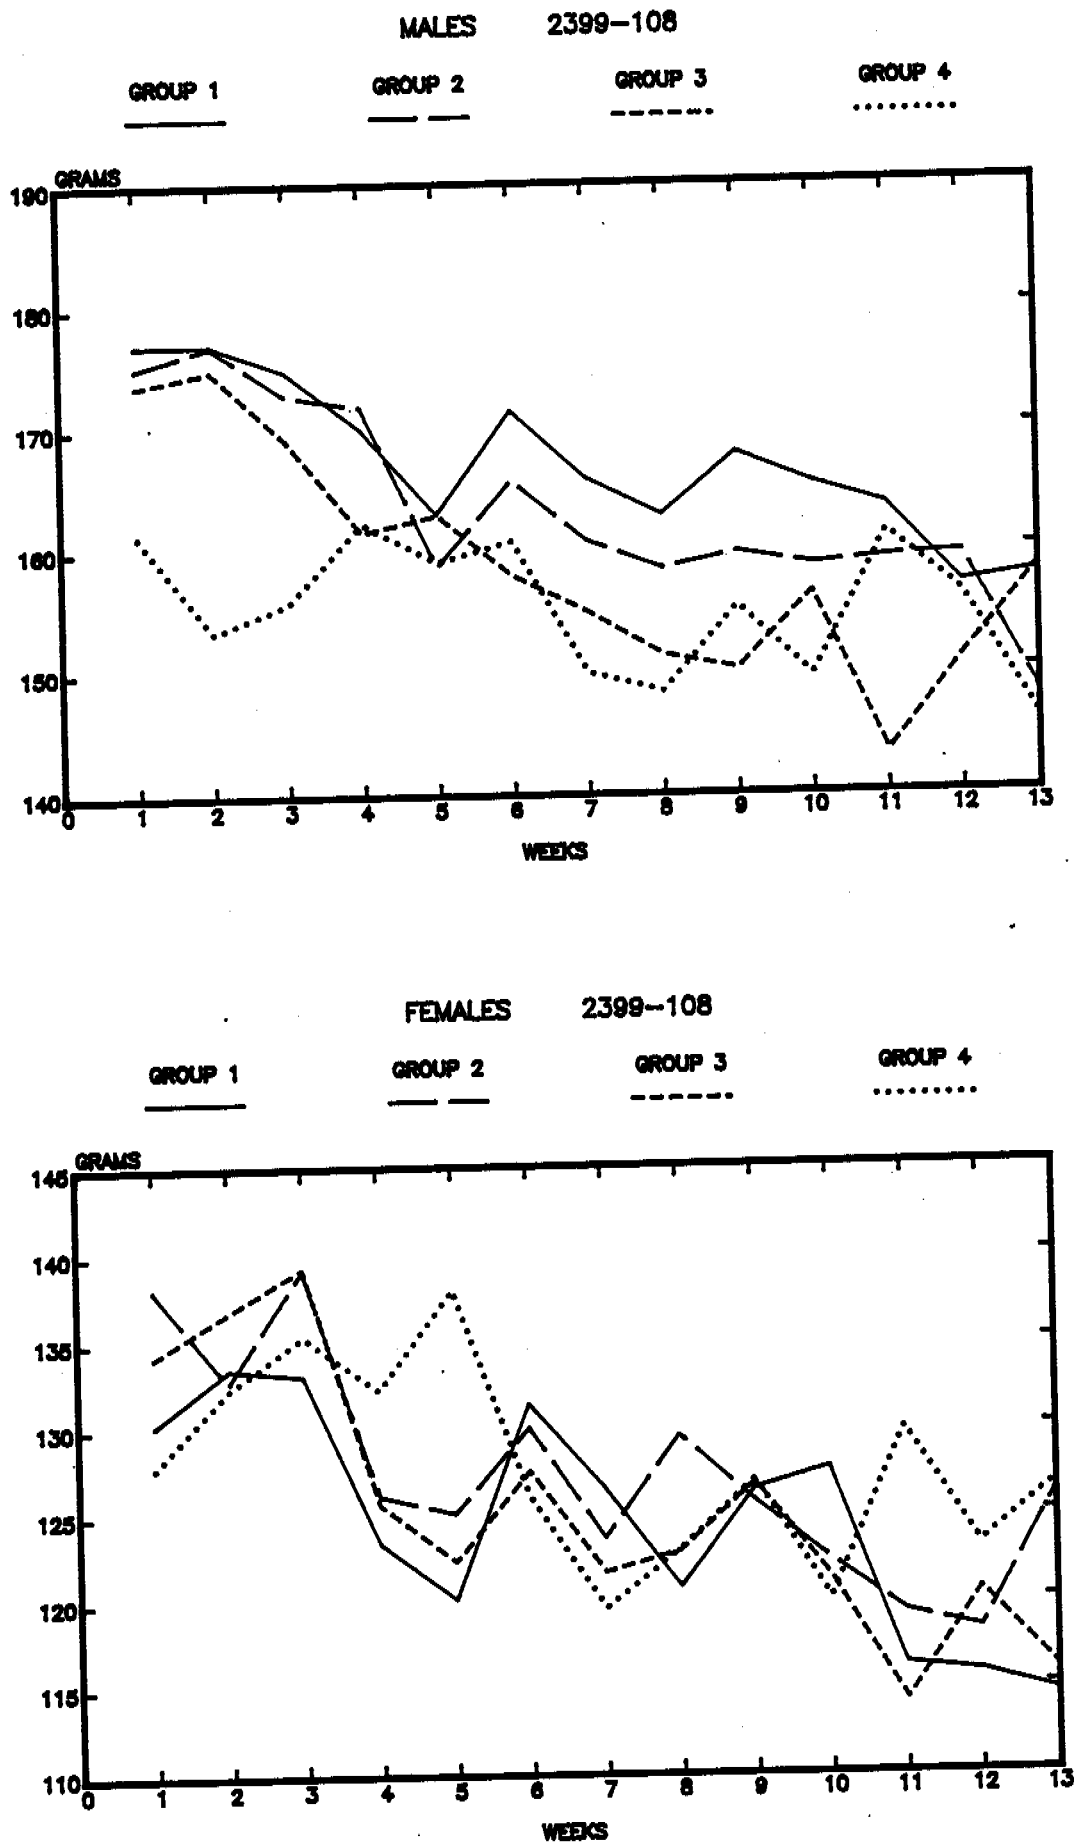 MALES 2399-108
GROUP 1 GROUP 2 GROUP 3 GROUP 4
GRAMS
190
180
170
160
150
140
0 1 2 3 4 5 6 7 8 9 10 11 12 13
WEEKS
FEMALES 2399-108
GROUP 1 GROUP 2 GROUP 3 GROUP 4
GRAMS
145
140
135
130
125
120
115
110
0 1 2 3 4 5 6 7 8 9 10 11 12 13
WEEKS